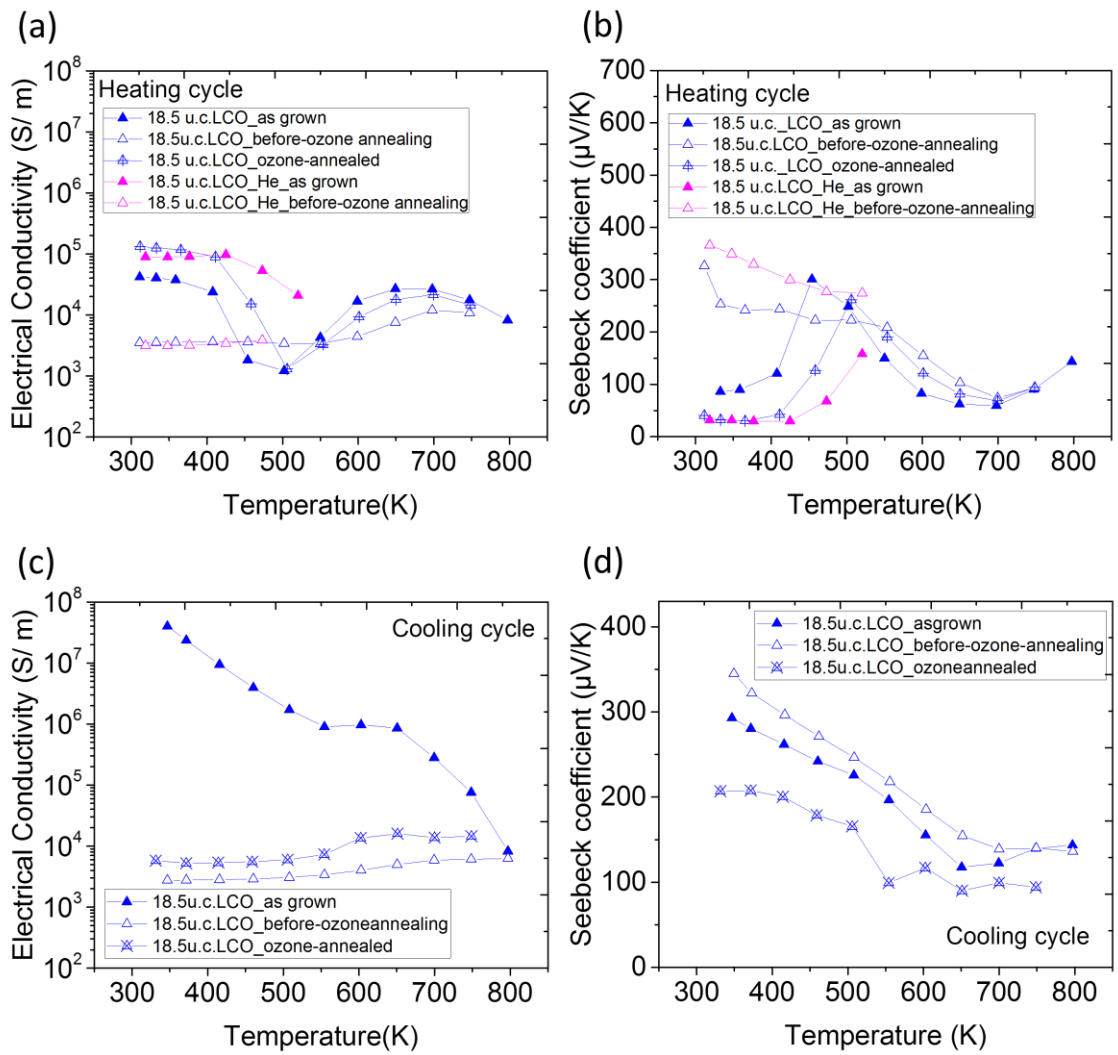 (a)
Electrical Conductivity (S/ m)
10^8
10^7
10^6
10^5
10^4
10^3
10^2
Heating cycle
18.5 u.c.LCO_as grown
18.5u.c.LCO_before-ozone annealing
18.5 u.c.LCO_ozone-annealed
18.5 u.c.LCO_He_as grown
18.5 u.c.LCO_He_before-ozone annealing
300 400 500 600 700 800
Temperature(K)
(b)
Seebeck coefficient (µV/K)
700
600
500
400
300
200
100
0
Heating cycle
18.5 u.c._LCO_as grown
18.5u.c.LCO_before-ozone-annealing
18.5 u.c._LCO_ozone-annealed
18.5 u.c.LCO_He_as grown
18.5 u.c.LCO_He_before-ozone-annealing
300 400 500 600 700 800
Temperature(K)
(c)
Electrical Conductivity (S/ m)
10^8
10^7
10^6
10^5
10^4
10^3
10^2
Cooling cycle
18.5u.c.LCO_as grown
18.5u.c.LCO_before-ozoneannealing
18.5u.c.LCO_ozone-annealed
300 400 500 600 700 800
Temperature(K)
(d)
Seebeck coefficient (µV/K)
400
300
200
100
0
18.5u.c.LCO_asgrown
18.5u.c.LCO_before-ozone-annealing
18.5u.c.LCO_ozoneannealed
Cooling cycle
300 400 500 600 700 800
Temperature (K)